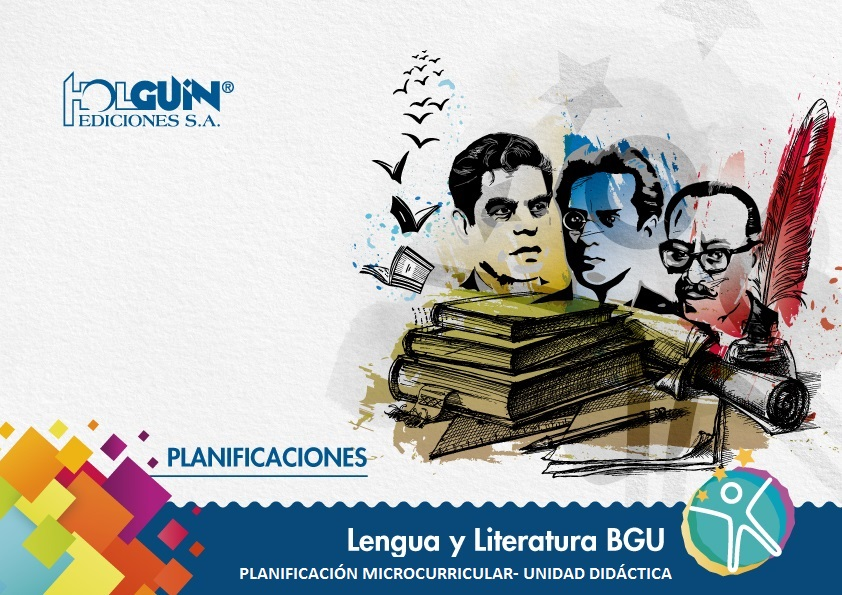 HOLGUÍN®
EDICIONES S.A.
PLANIFICACIONES
Lengua y Literatura BGU
PLANIFICACIÓN MICROCURRICULAR- UNIDAD DIDÁCTICA